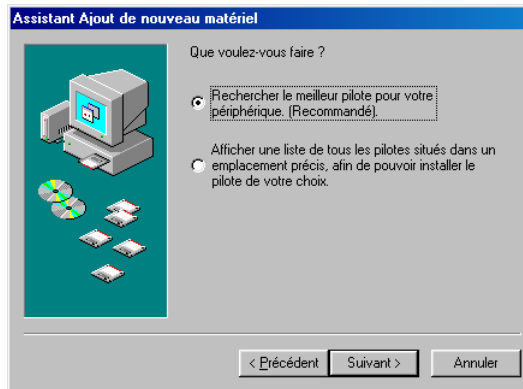 Assistant Ajout de nouveau matériel
Que voulez-vous faire ?
Rechercher le meilleur pilote pour votre
périphérique. (Recommandé).
Afficher une liste de tous les pilotes situés dans un
emplacement précis, afin de pouvoir installer le
pilote de votre choix.
< Précédent
Suivant >
Annuler